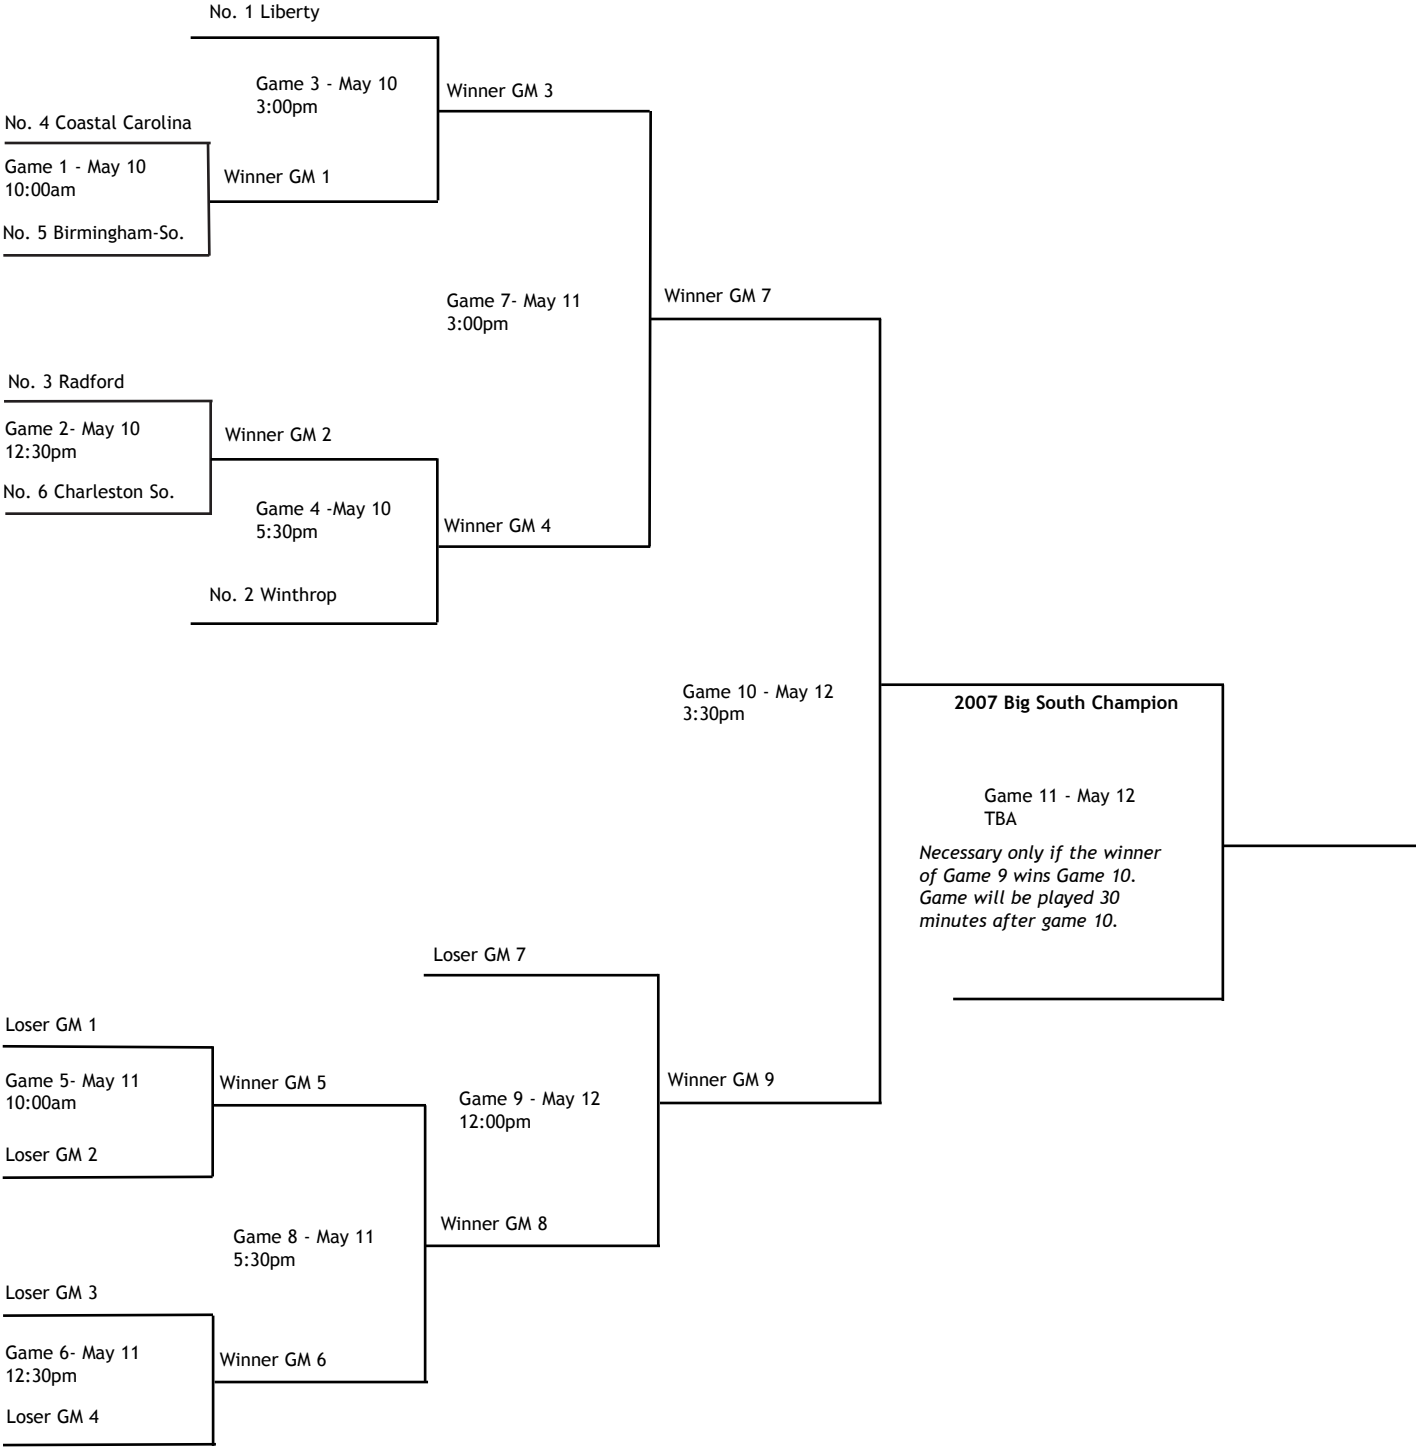 No. 1 Liberty
Game 3 - May 10
3:00pm
Winner GM 3
No. 4 Coastal Carolina
Game 1 - May 10
10:00am
Winner GM 1
No. 5 Birmingham-So.
Game 7- May 11
3:00pm
Winner GM 7
No. 3 Radford
Game 2- May 10
12:30pm
Winner GM 2
No. 6 Charleston So.
Game 4 -May 10
5:30pm
Winner GM 4
No. 2 Winthrop
Game 10 - May 12
3:30pm
2007 Big South Champion
Game 11 - May 12
TBA
Necessary only if the winner
of Game 9 wins Game 10.
Game will be played 30
minutes after game 10.
Loser GM 7
Loser GM 1
Game 5- May 11
10:00am
Winner GM 5
Loser GM 2
Game 9 - May 12
12:00pm
Winner GM 9
Game 8 - May 11
5:30pm
Winner GM 8
Loser GM 3
Game 6- May 11
12:30pm
Winner GM 6
Loser GM 4